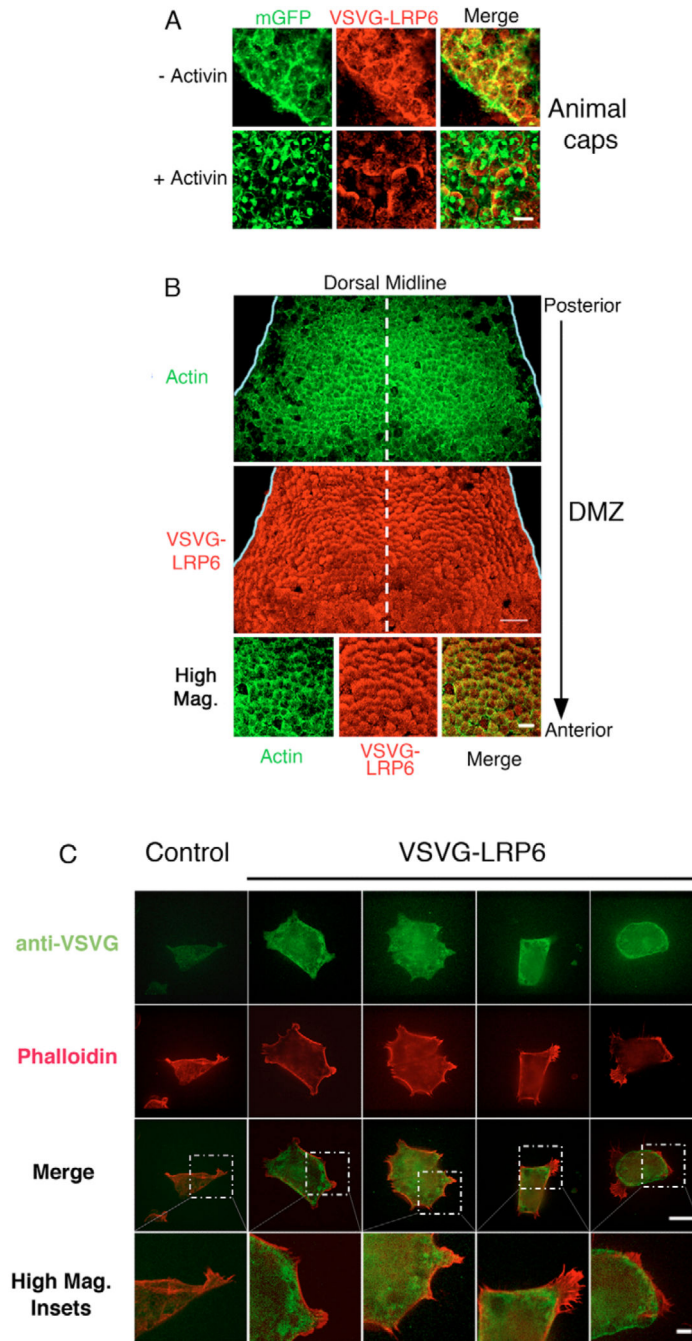 A
mGFP VSVG-LRP6 Merge
- Activin
+ Activin
Animal
caps
B
Dorsal Midline
Posterior
Actin
VSVG-
LRP6
DMZ
High
Mag.
Anterior
Actin VSVG- Merge
LRP6
C
Control VSVG-LRP6
anti-VSVG
Phalloidin
Merge
High Mag.
Insets